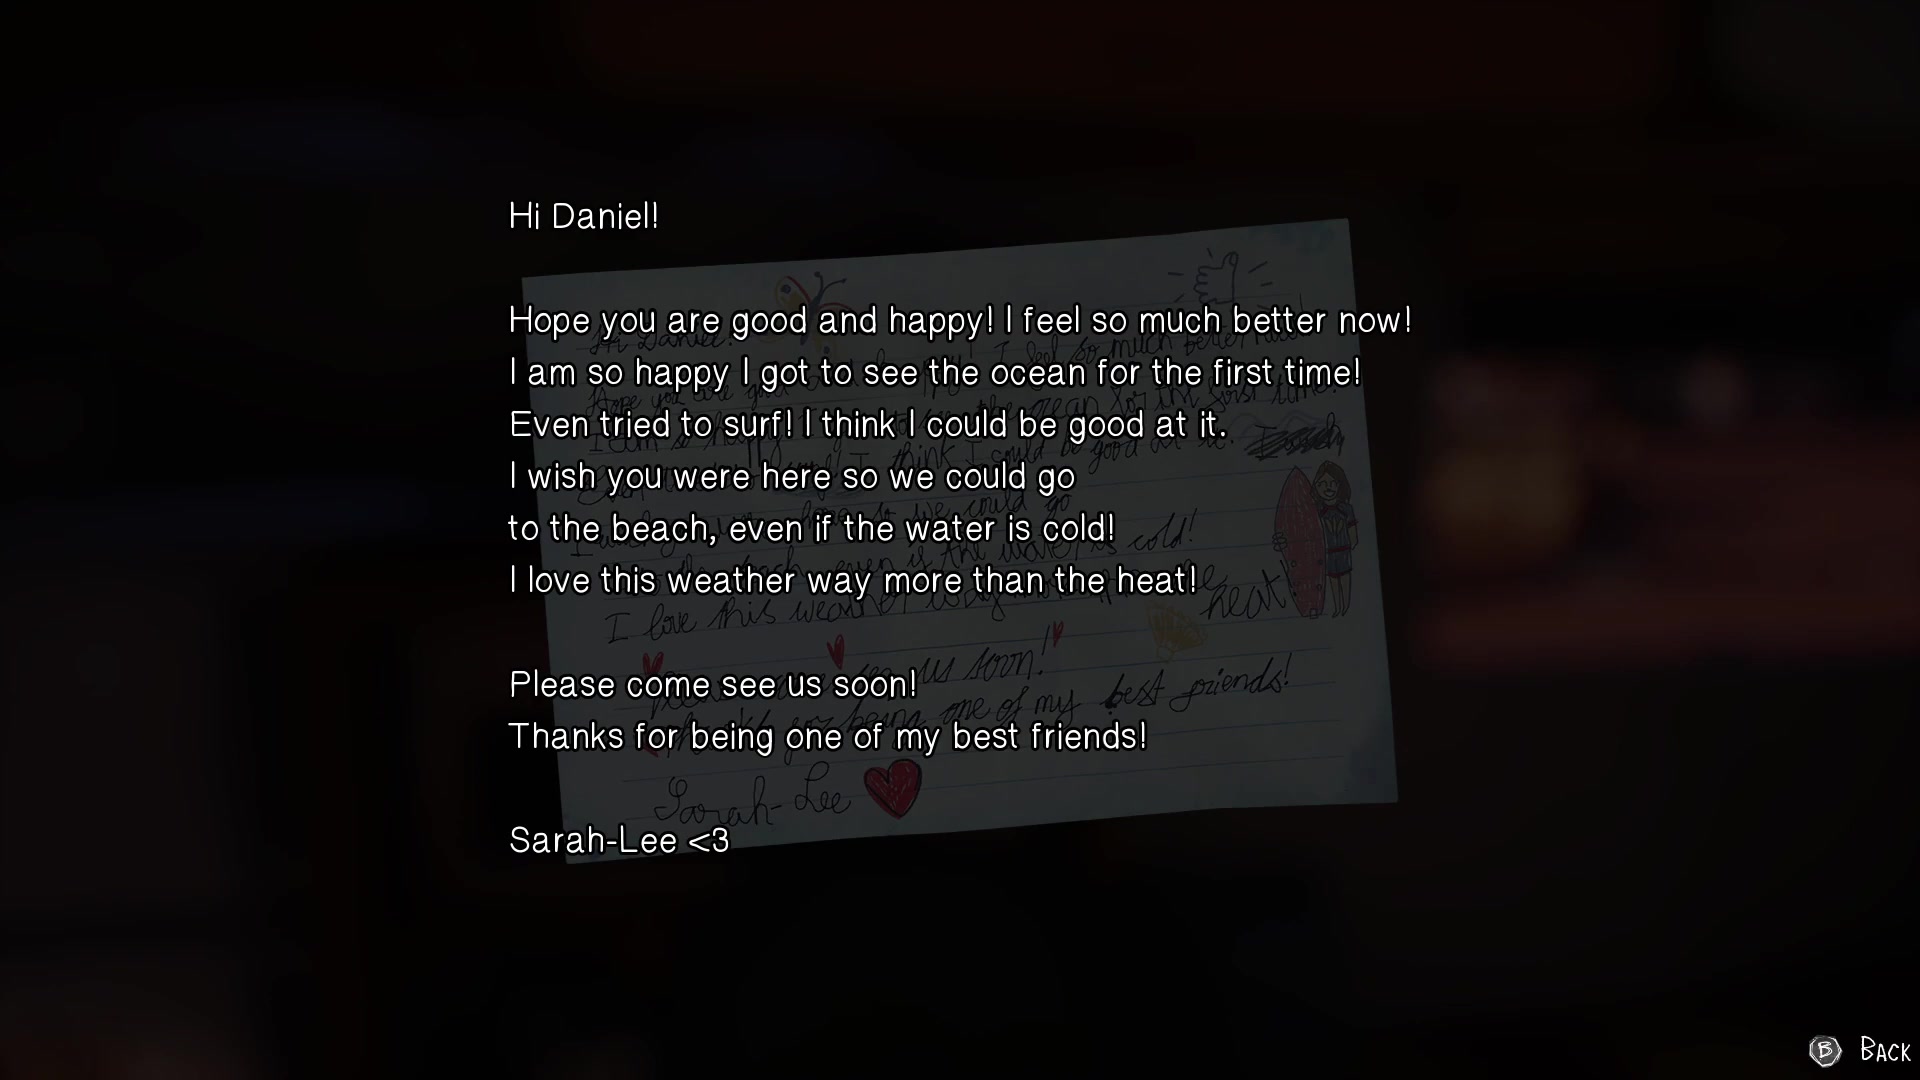 Hi Daniel!
Hope you are good and happy! I feel so much better now!
I am so happy I got to see the ocean for the first time!
Even tried to surf! I think I could be good at it.
I wish you were here so we could go
to the beach, even if the water is cold!
I love this weather way more than the heat!
Please come see us soon!
Thanks for being one of my best friends!
Sarah-Lee <3
Sarah-Lee
B BACK